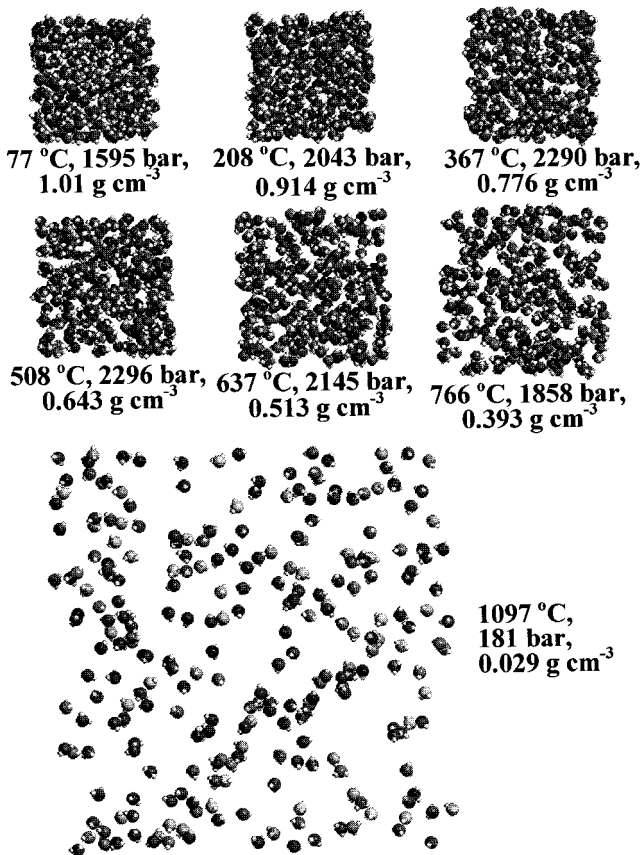 77 °C, 1595 bar,
1.01 g cm⁻³
208 °C, 2043 bar,
0.914 g cm⁻³
367 °C, 2290 bar,
0.776 g cm⁻³
508 °C, 2296 bar,
0.643 g cm⁻³
637 °C, 2145 bar,
0.513 g cm⁻³
766 °C, 1858 bar,
0.393 g cm⁻³
1097 °C,
181 bar,
0.029 g cm⁻³